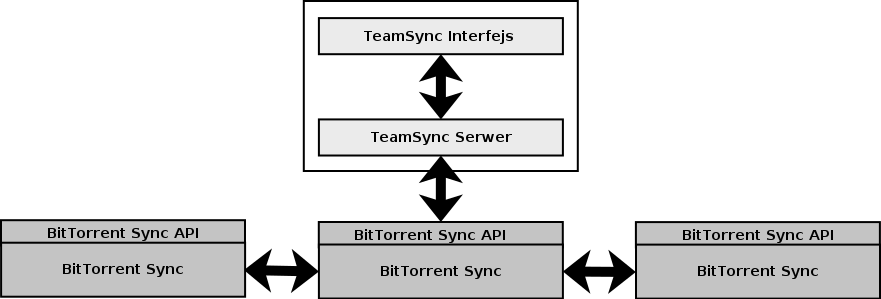 TeamSync Interfejs
TeamSync Serwer
BitTorrent Sync API
BitTorrent Sync
BitTorrent Sync API
BitTorrent Sync
BitTorrent Sync API
BitTorrent Sync